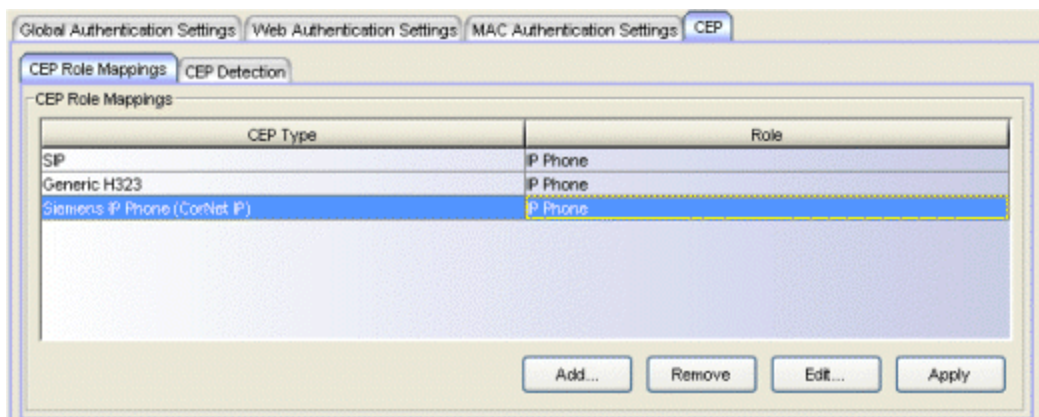 Global Authentication Settings Web Authentication Settings MAC Authentication Settings CEP
CEP Role Mappings CEP Detection
CEP Role Mappings
CEP Type Role
SIP IP Phone
Generic H323 IP Phone
Siemens IP Phone (CorNet IP) IP Phone
Add... Remove Edit... Apply